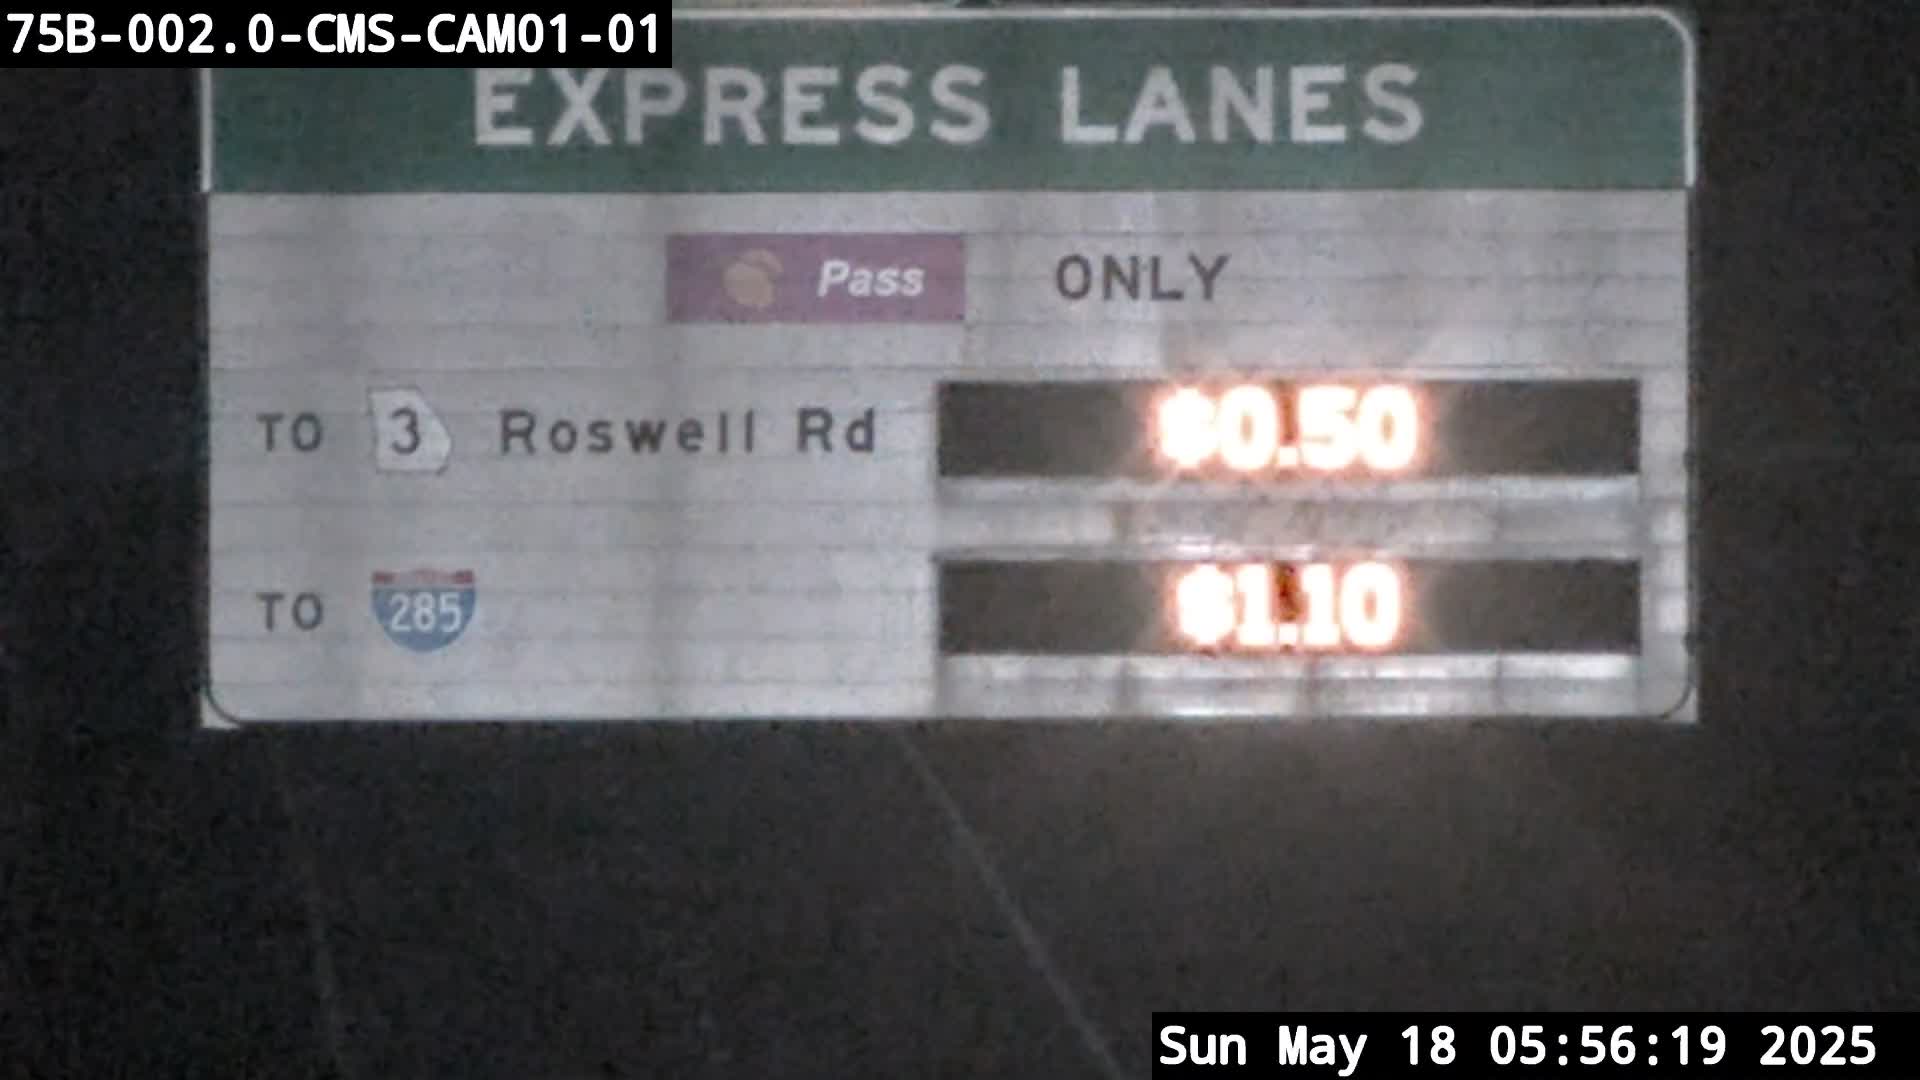 75B-002.0-CMS-CAM01-01
EXPRESS LANES
Pass ONLY
TO 3 Roswell Rd $0.50
TO 285 $1.10
Sun May 18 05:56:19 2025